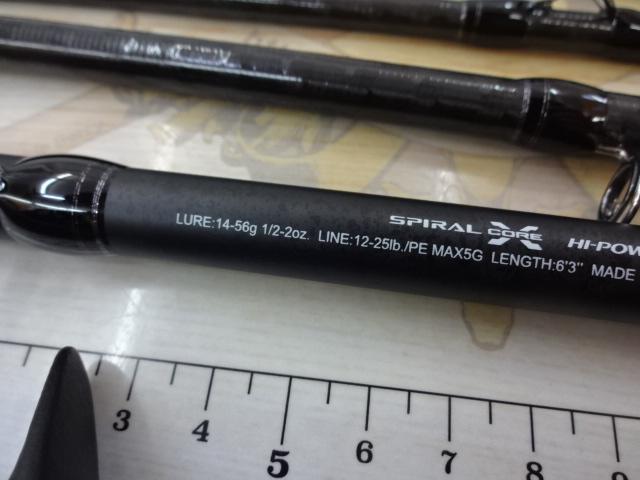 SPIRAL CORE X HI-POW
LURE:14-56g 1/2-2oz. LINE:12-25lb./PE MAX5G LENGTH:6'3" MADE
3 4 5 6 7 8 9